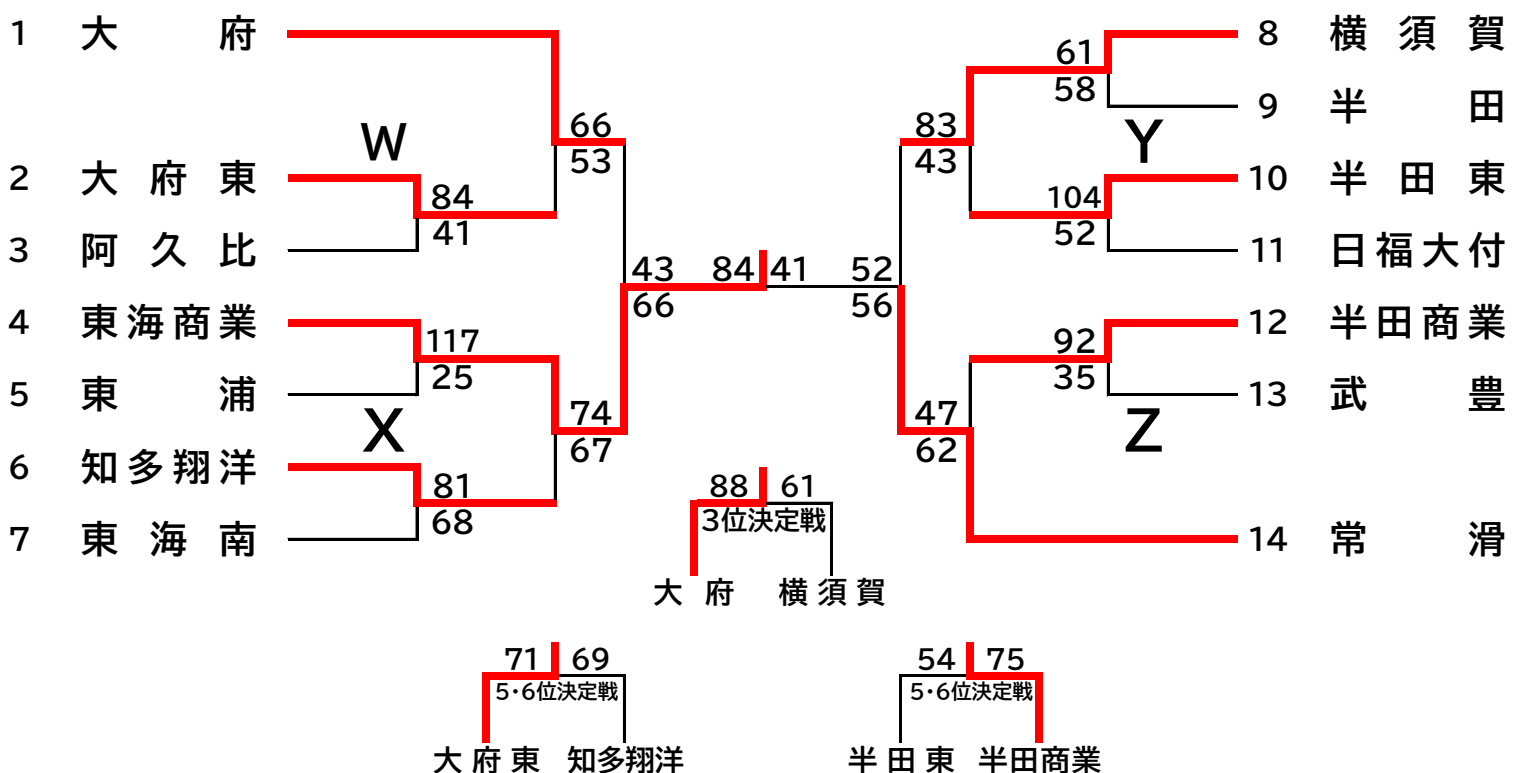 1 大府
2 大府東
3 阿久比
4 東海商業
5 東浦
6 知多翔洋
7 東海南
W
X
84
41
117
25
81
68
66
53
74
67
43
66
84 41
52
56
83
43
47
62
61
58
104
52
92
35
Y
Z
8 横須賀
9 半田
10 半田東
11 日福大付
12 半田商業
13 武豊
14 常滑
88 61
3位決定戦
大府 横須賀
71 69
5・6位決定戦
大府東 知多翔洋
54 75
5・6位決定戦
半田東 半田商業